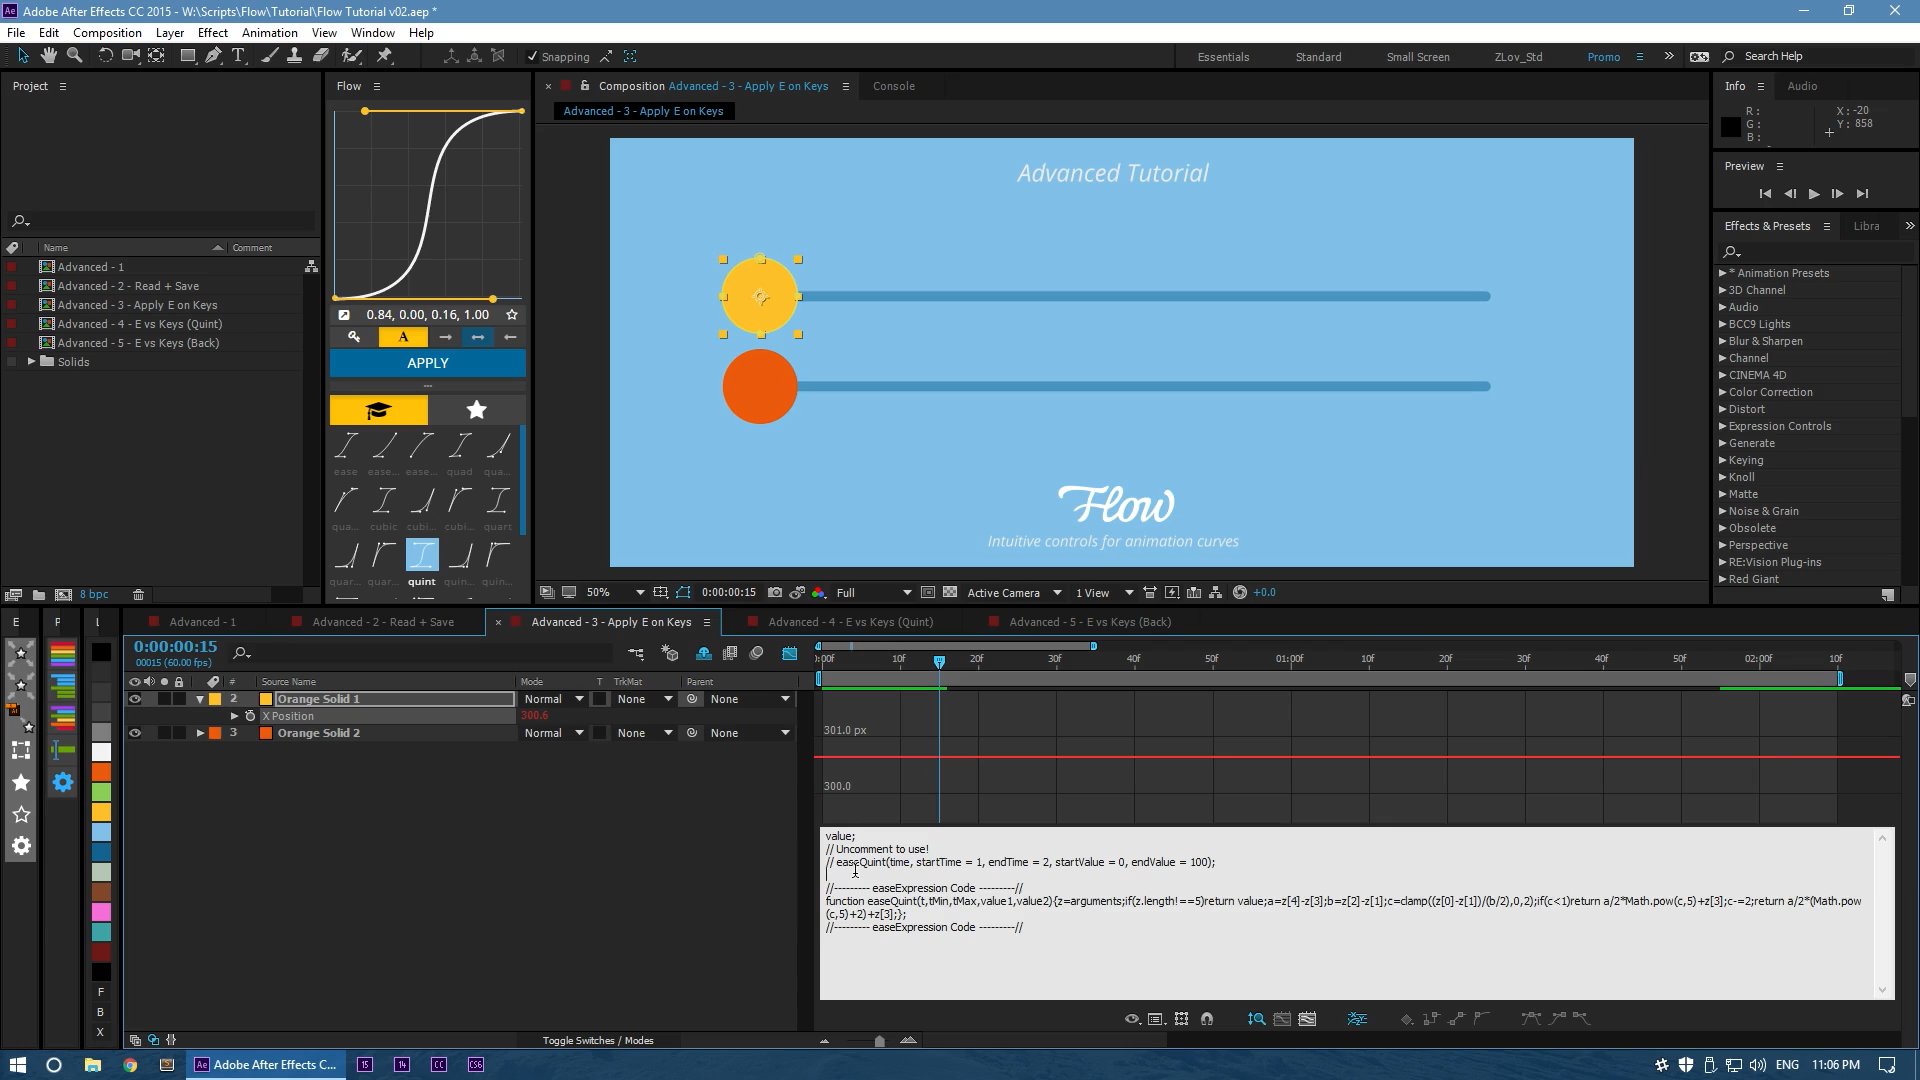 Adobe After Effects CC 2015 - W:\Scripts\Flow\Tutorial\Flow Tutorial v02.aep *
File Edit Composition Layer Effect Animation View Window Help
Snapping
Essentials Standard Small Screen ZLov_Std Promo Search Help
Project
Name Comment
Advanced - 1
Advanced - 2 - Read + Save
Advanced - 3 - Apply E on Keys
Advanced - 4 - E vs Keys (Quint)
Advanced - 5 - E vs Keys (Back)
Solids
8 bpc
Flow
0.84, 0.00, 0.16, 1.00
A
APPLY
ease ease... ease... quad qua...
qua... cubic cubi... cubi... quart
quar... quar... quint quin... quin...
Composition Advanced - 3 - Apply E on Keys
Console
Advanced - 3 - Apply E on Keys
Advanced Tutorial
Flow
Intuitive controls for animation curves
50% 0:00:00:15 Full Active Camera 1 View +0.0
Info Audio
R: X: -20
G: Y: 858
B:
Preview
Effects & Presets Libra
* Animation Presets
3D Channel
Audio
BCC9 Lights
Blur & Sharpen
Channel
CINEMA 4D
Color Correction
Distort
Expression Controls
Generate
Keying
Knoll
Matte
Noise & Grain
Obsolete
Perspective
RE:Vision Plug-ins
Red Giant
E P L
Advanced - 1 Advanced - 2 - Read + Save Advanced - 3 - Apply E on Keys Advanced - 4 - E vs Keys (Quint) Advanced - 5 - E vs Keys (Back)
0:00:00:15
00015 (60.00 fps)
# Source Name Mode T TrkMat Parent
2 Orange Solid 1 Normal None None
X Position 300.6
3 Orange Solid 2 Normal None None
):00f 10f 20f 30f 40f 50f 01:00f 10f 20f 30f 40f 50f 02:00f 10f
301.0 px
300.0
value;
// Uncomment to use!
// easeQuint(time, startTime = 1, endTime = 2, startValue = 0, endValue = 100);
//--------- easeExpression Code ---------//
function easeQuint(t,tMin,tMax,value1,value2){z=arguments;if(z.length!==5)return value;a=z[4]-z[3];b=z[2]-z[1];c=clamp((z[0]-z[1])/(b/2),0,2);if(c<1)return a/2*Math.pow(c,5)+z[3];c-=2;return a/2*(Math.pow
(c,5)+2)+z[3];};
//--------- easeExpression Code ---------//
F
B
X
Toggle Switches / Modes
Adobe After Effects C...
15 14 CC CS6
ENG 11:06 PM